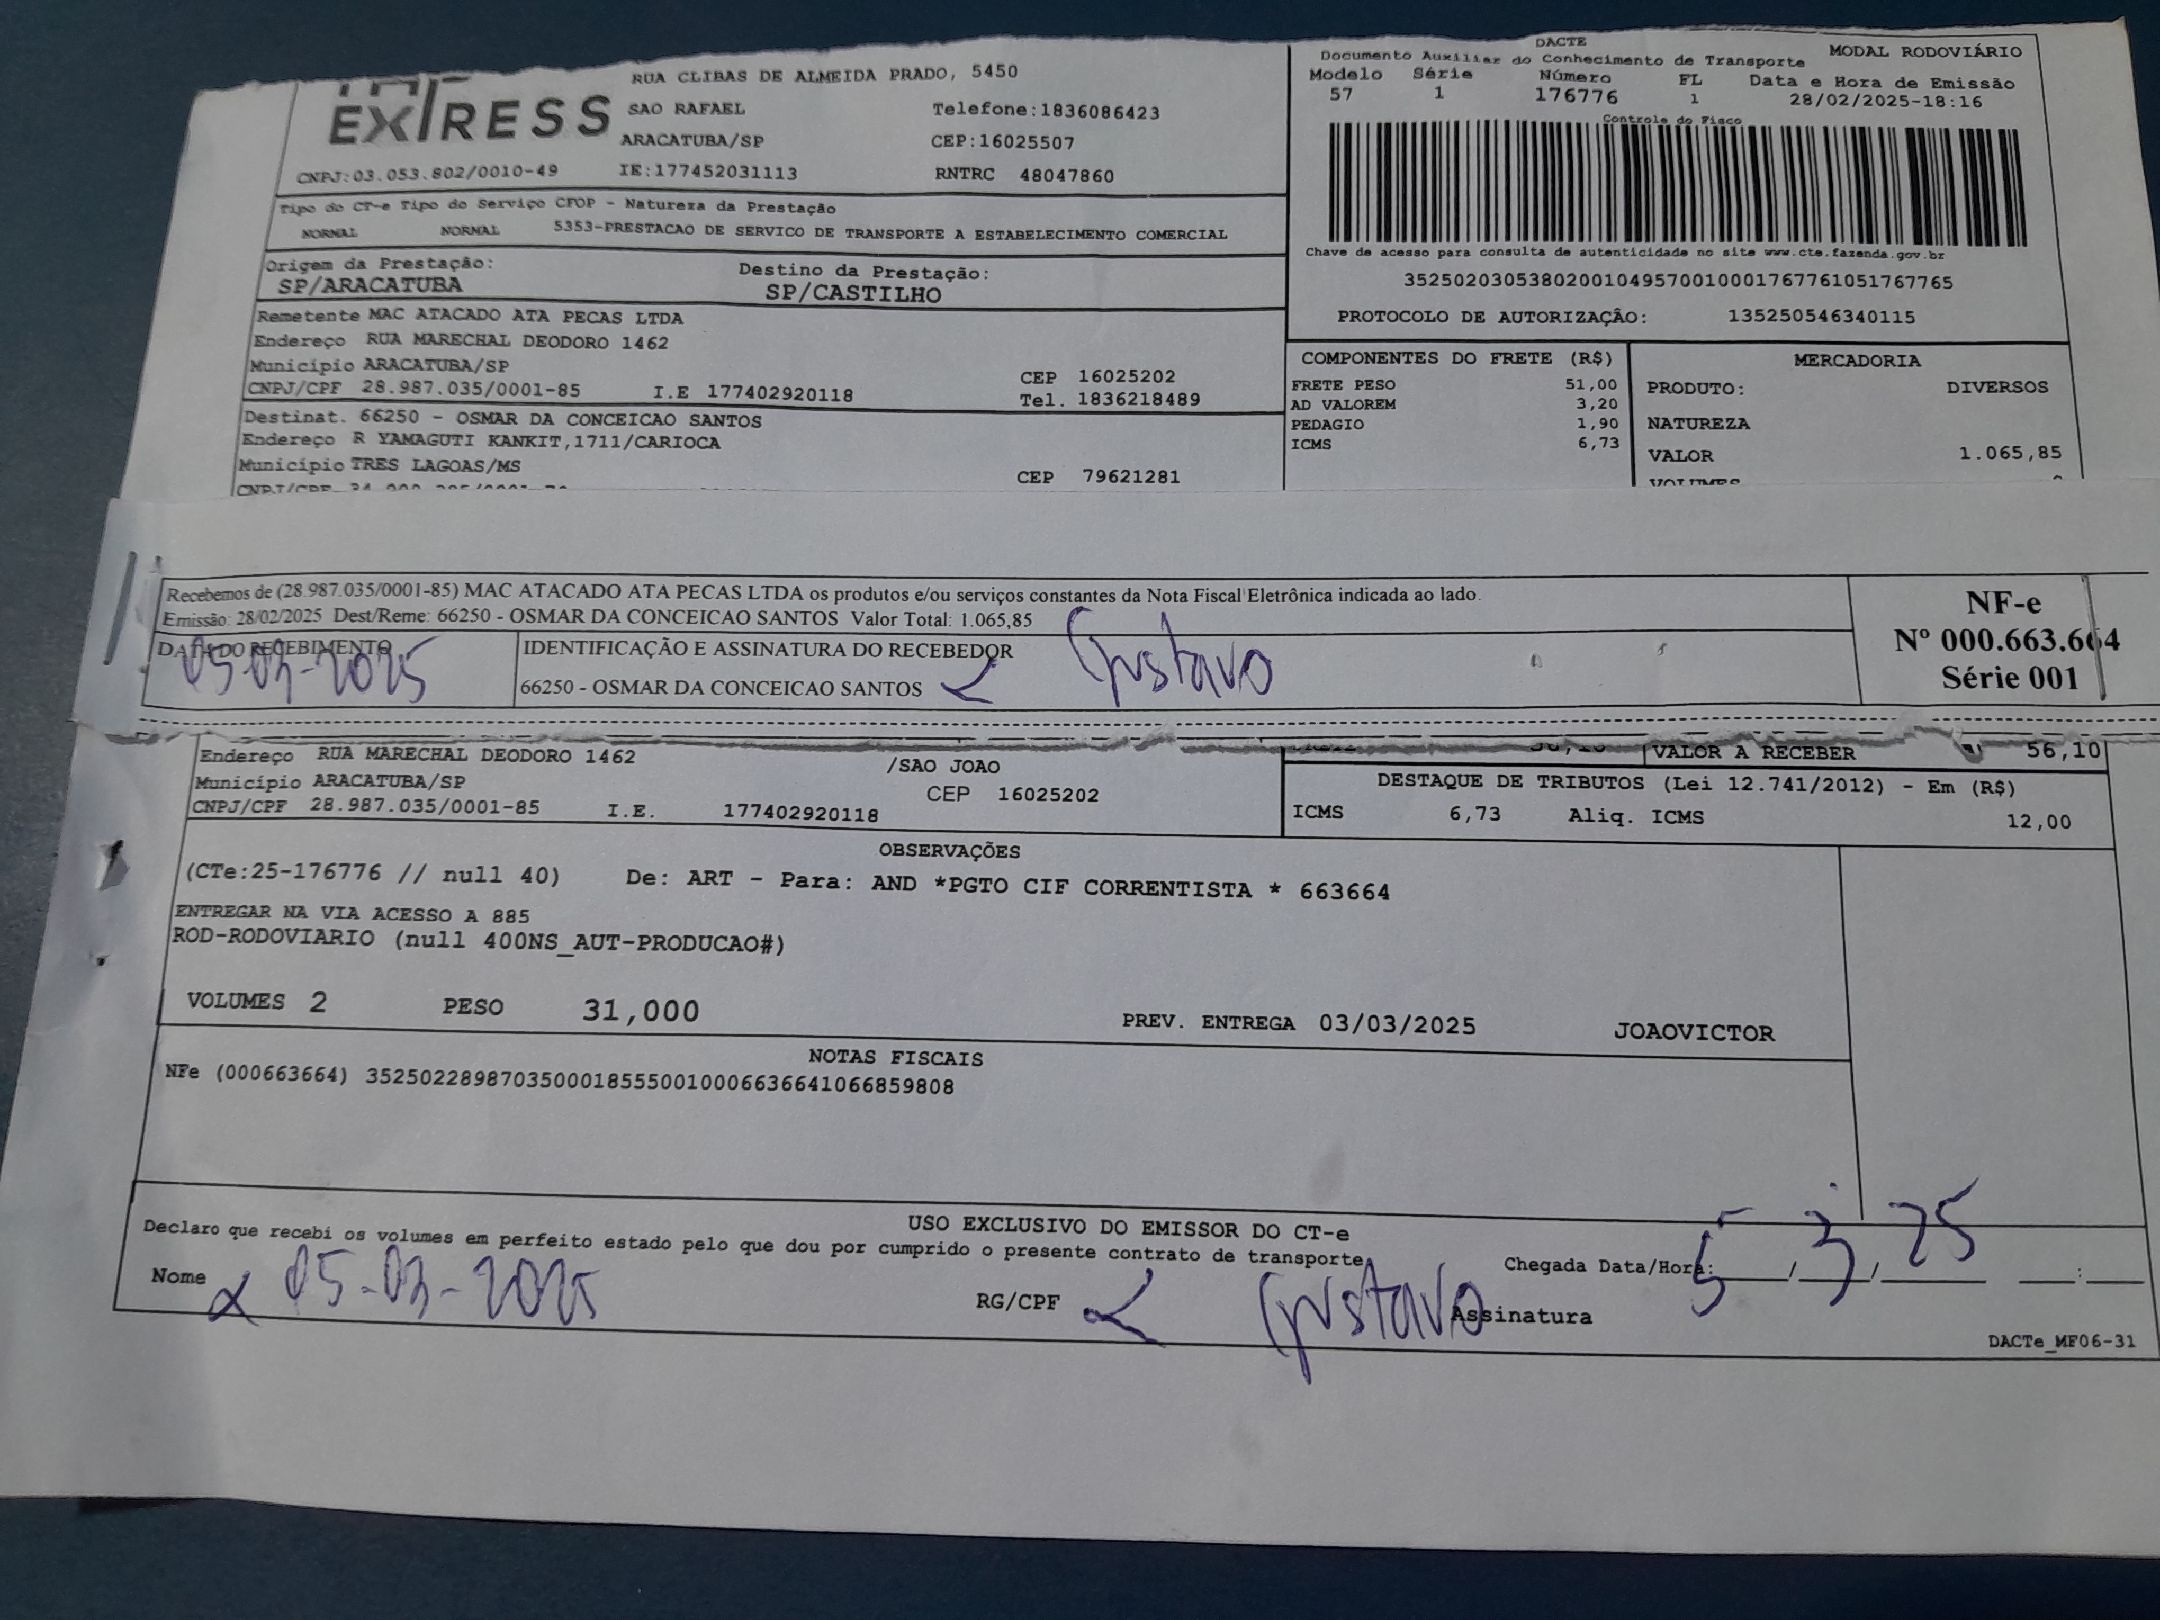 EXPRESS
RUA CLIBAS DE ALMEIDA PRADO, 5450
SAO RAFAEL Telefone:1836086423
ARACATUBA/SP CEP:16025507
CNPJ:03.053.802/0010-49 IE:177452031113 RNTRC 48047860
DACTE
Documento Auxiliar do Conhecimento de Transporte MODAL RODOVIÁRIO
Modelo Série Número FL Data e Hora de Emissão
57 1 176776 1 28/02/2025-18:16
Controle do Fisco
Chave de acesso para consulta de autenticidade no site www.cte.fazenda.gov.br
35250203053802001049570010001767761051767765
PROTOCOLO DE AUTORIZAÇÃO: 135250546340115
Tipo do CT-e Tipo do Serviço CFOP - Natureza da Prestação
NORMAL NORMAL 5353-PRESTACAO DE SERVICO DE TRANSPORTE A ESTABELECIMENTO COMERCIAL
Origem da Prestação: Destino da Prestação:
SP/ARACATUBA SP/CASTILHO
Remetente MAC ATACADO ATA PECAS LTDA
Endereço RUA MARECHAL DEODORO 1462
Município ARACATUBA/SP CEP 16025202
CNPJ/CPF 28.987.035/0001-85 I.E 177402920118 Tel. 1836218489
Destinat. 66250 - OSMAR DA CONCEICAO SANTOS
Endereço R YAMAGUTI KANKIT,1711/CARIOCA
Município TRES LAGOAS/MS CEP 79621281
CNPJ/CPF
COMPONENTES DO FRETE (R$)
FRETE PESO 51,00
AD VALOREM 3,20
PEDAGIO 1,90
ICMS 6,73
MERCADORIA
PRODUTO: DIVERSOS
NATUREZA
VALOR 1.065,85
VOLUMES
Recebemos de (28.987.035/0001-85) MAC ATACADO ATA PECAS LTDA os produtos e/ou serviços constantes da Nota Fiscal Eletrônica indicada ao lado.
Emissão: 28/02/2025 Dest/Reme: 66250 - OSMAR DA CONCEICAO SANTOS Valor Total: 1.065,85
DATA DO RECEBIMENTO IDENTIFICAÇÃO E ASSINATURA DO RECEBEDOR
05-03-2025 66250 - OSMAR DA CONCEICAO SANTOS Gustavo
NF-e
Nº 000.663.664
Série 001
Endereço RUA MARECHAL DEODORO 1462 /SAO JOAO
Município ARACATUBA/SP CEP 16025202
CNPJ/CPF 28.987.035/0001-85 I.E. 177402920118
VALOR A RECEBER 56,10
DESTAQUE DE TRIBUTOS (Lei 12.741/2012) - Em (R$)
ICMS 6,73 Aliq. ICMS 12,00
OBSERVAÇÕES
(CTe:25-176776 // null 40) De: ART - Para: AND *PGTO CIF CORRENTISTA * 663664
ENTREGAR NA VIA ACESSO A 885
ROD-RODOVIARIO (null 400NS_AUT-PRODUCAO#)
VOLUMES 2 PESO 31,000 PREV. ENTREGA 03/03/2025 JOAOVICTOR
NOTAS FISCAIS
NFe (000663664) 35250228987035000185550010006636641066859808
USO EXCLUSIVO DO EMISSOR DO CT-e
Declaro que recebi os volumes em perfeito estado pelo que dou por cumprido o presente contrato de transporte.
Chegada Data/Hora: 5 / 3 / 25 :
Nome 05-03-2025 RG/CPF Gustavo Assinatura
DACTe_MF06-31